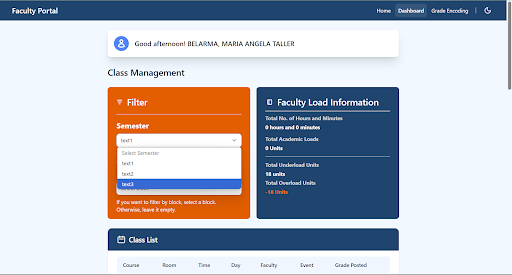 Faculty Portal
Home Dashboard Grade Encoding
Good afternoon! BELARMA, MARIA ANGELA TALLER
Class Management
Filter
Semester
text1
Select Semester
text1
text2
text3
If you want to filter by block, select a block.
Otherwise, leave it empty.
Faculty Load Information
Total No. of Hours and Minutes
0 hours and 0 minutes
Total Academic Loads
0 Units
Total Underload Units
18 units
Total Overload Units
-18 Units
Class List
Course Room Time Day Faculty Event Grade Posted